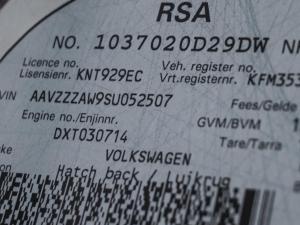 RSA
NO. 1037020D29DW
Licence no. Veh. register no.
Lisensienr. KNT929EC Vrt.registernr. KFM353
VIN AAVZZZAW9SU052507 Fees/Gelde
Engine no./Enjinnr. GVM/BVM 1
DXT030714 Tare/Tarra
VOLKSWAGEN
Hatch back / Luikrug